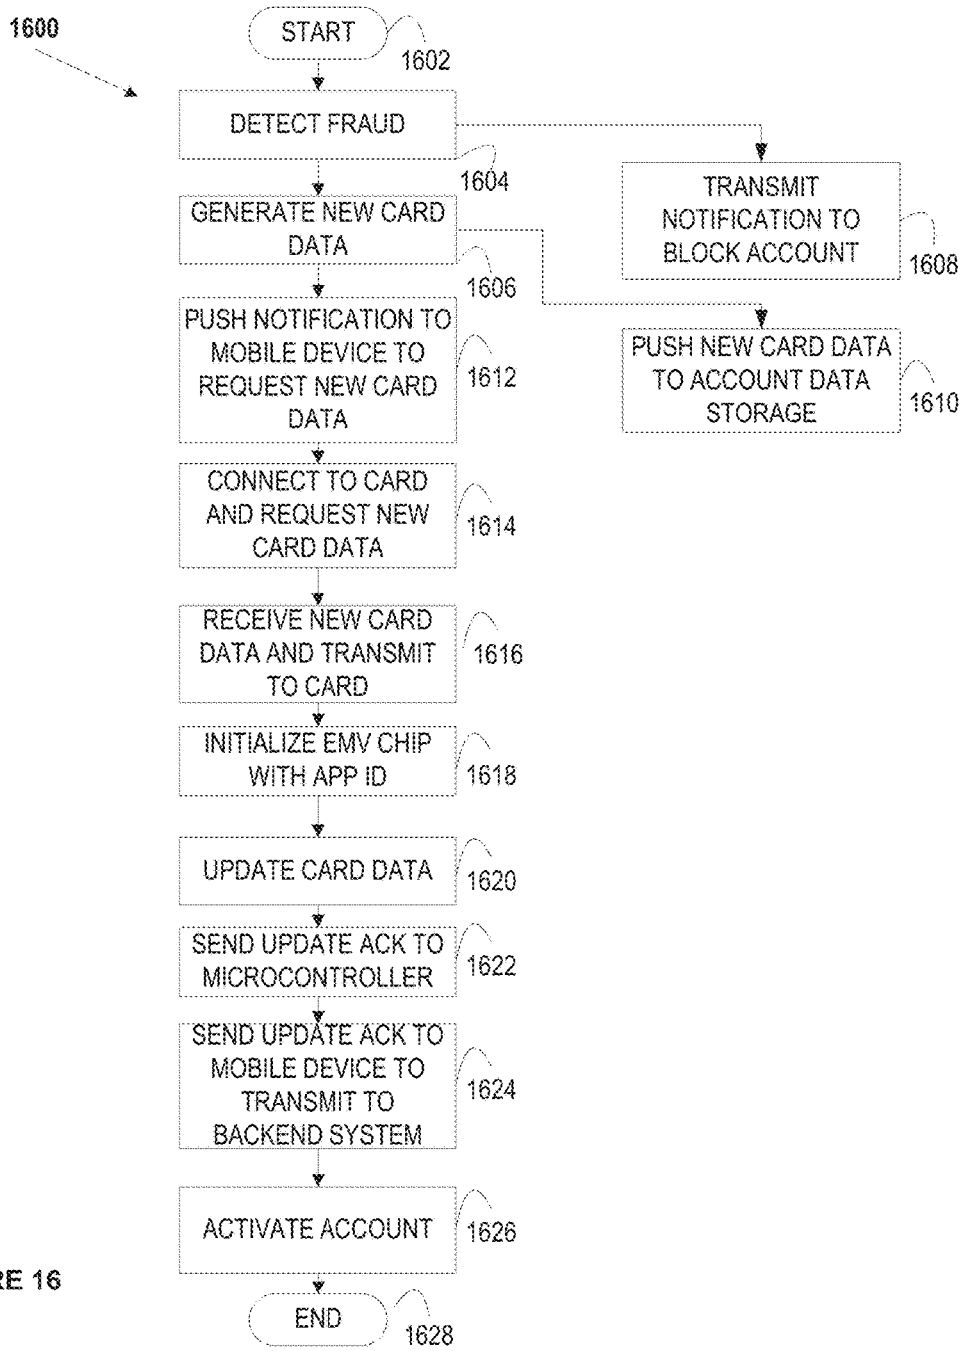 1600
START
1602
DETECT FRAUD
1604
TRANSMIT
NOTIFICATION TO
BLOCK ACCOUNT
1608
GENERATE NEW CARD
DATA
1606
PUSH NEW CARD DATA
TO ACCOUNT DATA
STORAGE
1610
PUSH NOTIFICATION TO
MOBILE DEVICE TO
REQUEST NEW CARD
DATA
1612
CONNECT TO CARD
AND REQUEST NEW
CARD DATA
1614
RECEIVE NEW CARD
DATA AND TRANSMIT
TO CARD
1616
INITIALIZE EMV CHIP
WITH APP ID
1618
UPDATE CARD DATA
1620
SEND UPDATE ACK TO
MICROCONTROLLER
1622
SEND UPDATE ACK TO
MOBILE DEVICE TO
TRANSMIT TO
BACKEND SYSTEM
1624
ACTIVATE ACCOUNT
1626
RE 16
END
1628